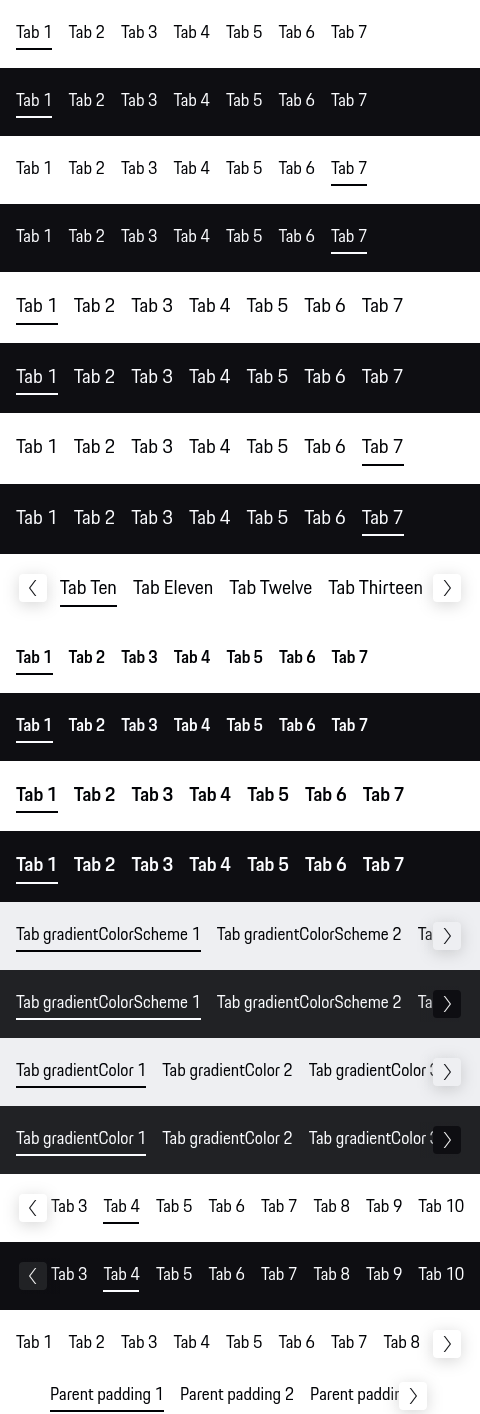 Tab 1 Tab 2 Tab 3 Tab 4 Tab 5 Tab 6 Tab 7
Tab 1 Tab 2 Tab 3 Tab 4 Tab 5 Tab 6 Tab 7
Tab 1 Tab 2 Tab 3 Tab 4 Tab 5 Tab 6 Tab 7
Tab 1 Tab 2 Tab 3 Tab 4 Tab 5 Tab 6 Tab 7
Tab 1 Tab 2 Tab 3 Tab 4 Tab 5 Tab 6 Tab 7
Tab 1 Tab 2 Tab 3 Tab 4 Tab 5 Tab 6 Tab 7
Tab 1 Tab 2 Tab 3 Tab 4 Tab 5 Tab 6 Tab 7
Tab 1 Tab 2 Tab 3 Tab 4 Tab 5 Tab 6 Tab 7
Tab Ten Tab Eleven Tab Twelve Tab Thirteen
Tab 1 Tab 2 Tab 3 Tab 4 Tab 5 Tab 6 Tab 7
Tab 1 Tab 2 Tab 3 Tab 4 Tab 5 Tab 6 Tab 7
Tab 1 Tab 2 Tab 3 Tab 4 Tab 5 Tab 6 Tab 7
Tab 1 Tab 2 Tab 3 Tab 4 Tab 5 Tab 6 Tab 7
Tab gradientColorScheme 1 Tab gradientColorScheme 2 Ta
Tab gradientColorScheme 1 Tab gradientColorScheme 2 Ta
Tab gradientColor 1 Tab gradientColor 2 Tab gradientColor 3
Tab gradientColor 1 Tab gradientColor 2 Tab gradientColor 3
Tab 3 Tab 4 Tab 5 Tab 6 Tab 7 Tab 8 Tab 9 Tab 10
Tab 3 Tab 4 Tab 5 Tab 6 Tab 7 Tab 8 Tab 9 Tab 10
Tab 1 Tab 2 Tab 3 Tab 4 Tab 5 Tab 6 Tab 7 Tab 8
Parent padding 1 Parent padding 2 Parent paddin